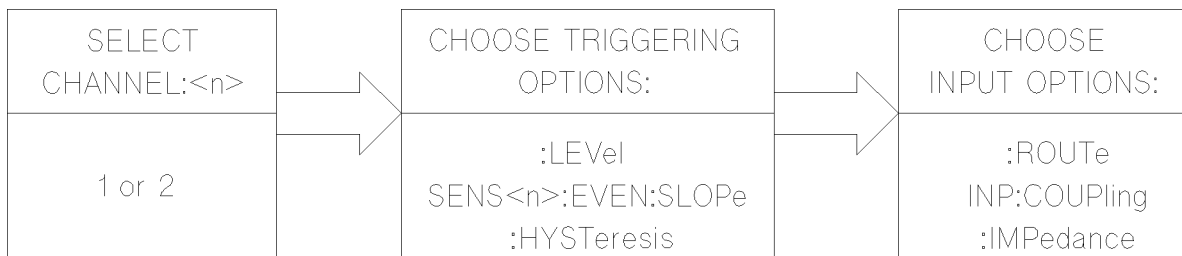 SELECT
CHANNEL:<n>
1 or 2
CHOOSE TRIGGERING
OPTIONS:
:LEVel
SENS<n>:EVEN:SLOPe
:HYSTeresis
CHOOSE
INPUT OPTIONS:
:ROUTe
INP:COUPling
:IMPedance